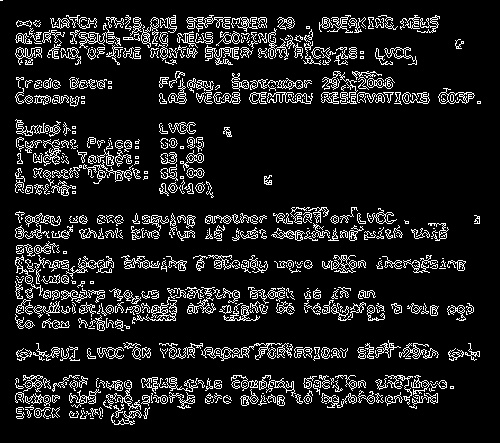 WATCH THIS ONE SEPTEMBER 29 . BREAKING NEWS
ALERT ISSUE - BIG NEWS COMING
OUR END OF THE MONTH SUPER HOT PICK IS: LVCC
Trade Date: Friday, September 29, 2006
Company: LAS VEGAS CENTRAL RESERVATIONS CORP.
Symbol: LVCC
Current Price: $0.95
1 Week Target: $3.00
1 Month Target: $5.00
Rating: 10(10)
Today we are issuing another ALERT on LVCC .
But we think the fun is just beginning with this
stock.
It has been showing a steady move up on increasing
volume...
It appears to us that the stock is in an
accumulation phase and might be ready for a big pop
to new highs.
PUT LVCC ON YOUR RADAR FOR FRIDAY SEPT 29th
Look for huge NEWS, this company back on the move.
Rumor has the shorts are going to be broken and
STOCK will run!